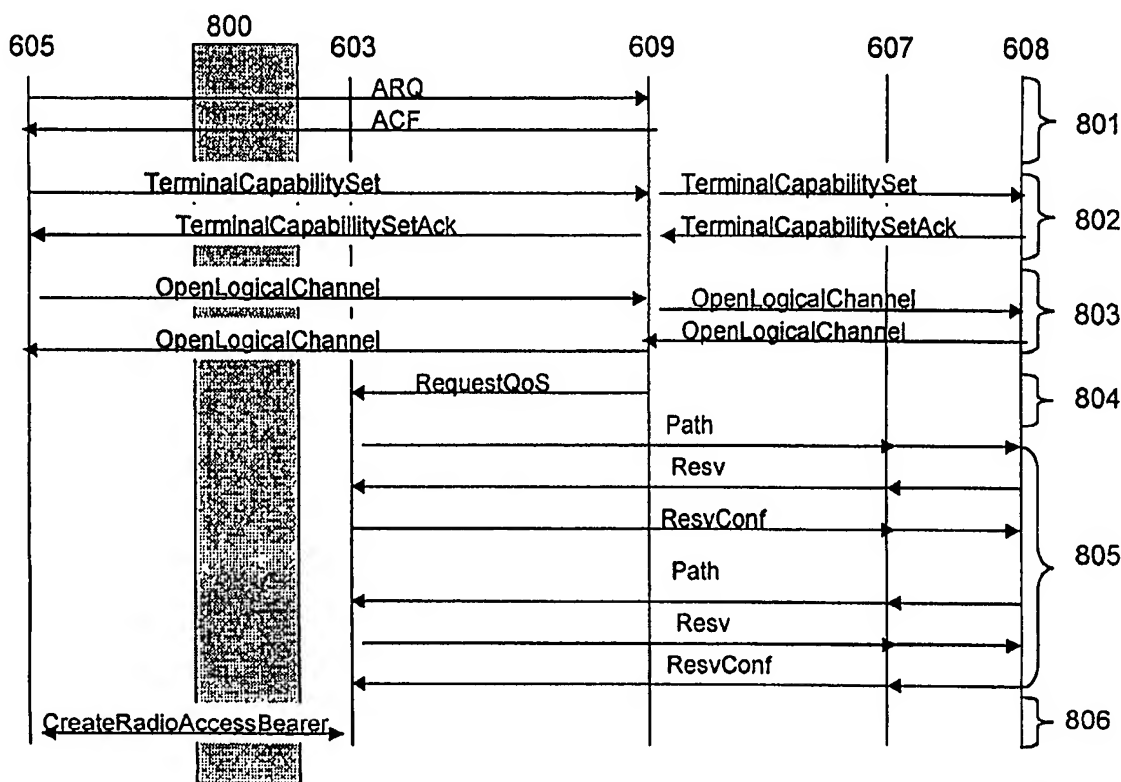 800
605 603 609 607 608
ARQ
ACF
801
TerminalCapabilitySet TerminalCapabilitySet
TerminalCapabillitySetAck TerminalCapabilitySetAck
802
OpenLogicalChannel OpenLogicalChannel
803
OpenLogicalChannel OpenLogicalChannel
RequestQoS
804
Path
Resv
ResvConf
805
Path
Resv
ResvConf
806
CreateRadioAccessBearer